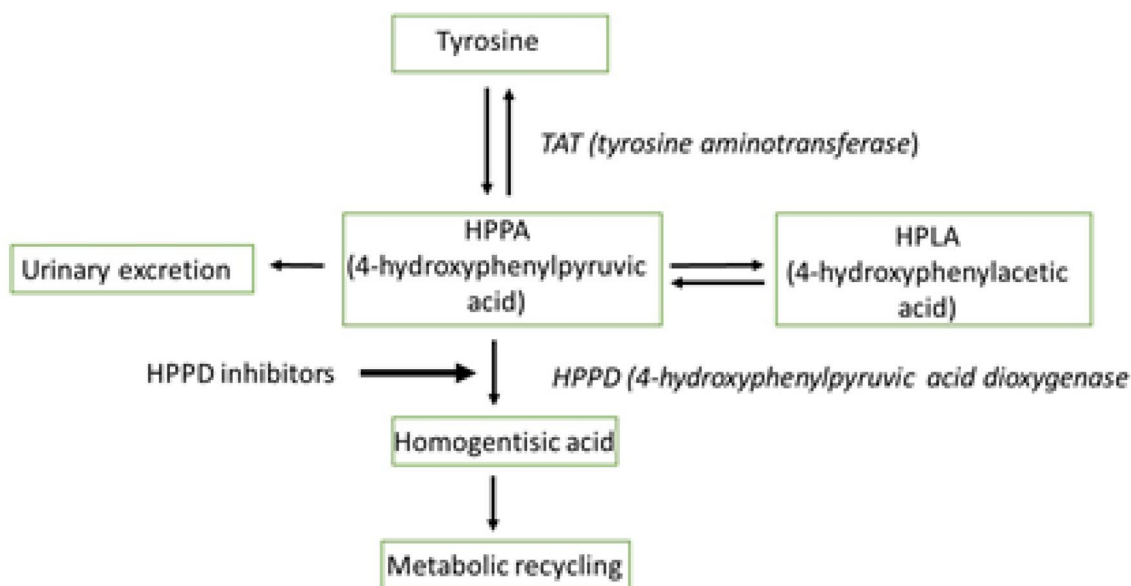 Tyrosine
TAT (tyrosine aminotransferase)
HPPA
(4-hydroxyphenylpyruvic
acid)
HPLA
(4-hydroxyphenylacetic
acid)
Urinary excretion
HPPD inhibitors
HPPD (4-hydroxyphenylpyruvic acid dioxygenase
Homogentisic acid
Metabolic recycling